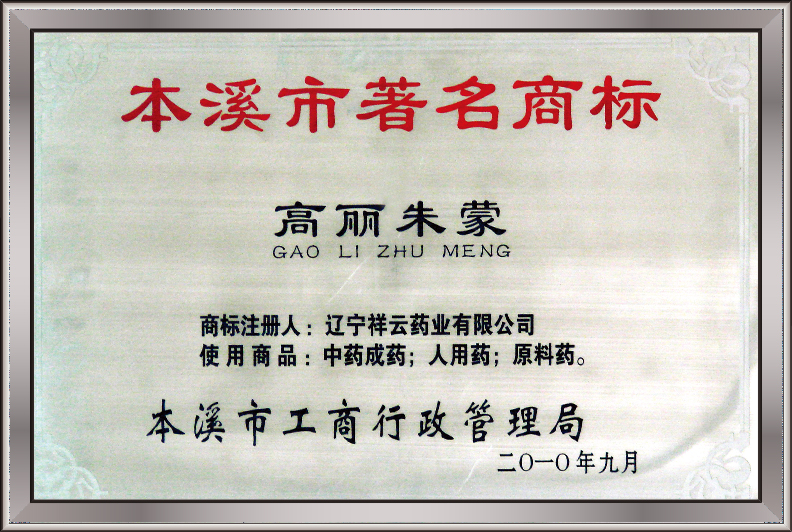 本溪市著名商标
高丽朱蒙
GAO LI ZHU MENG
商标注册人：辽宁祥云药业有限公司
使用商品：中药成药；人用药；原料药。
本溪市工商行政管理局
二〇一〇年九月